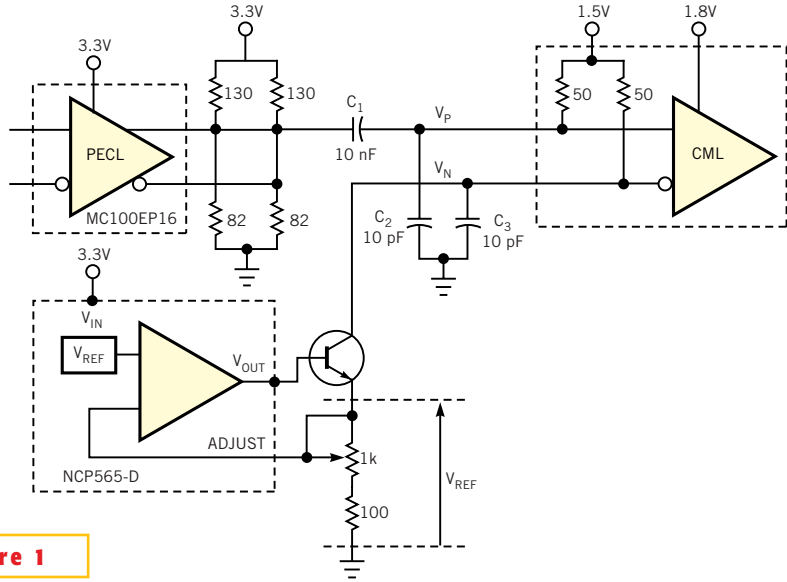 3.3V
1.5V
1.8V
3.3V
130
130
50
50
C1
VP
10 nF
PECL
CML
VN
MC100EP16
82
82
C2
10 pF
C3
10 pF
3.3V
VIN
VREF
VOUT
ADJUST
1k
VREF
NCP565-D
100
re 1